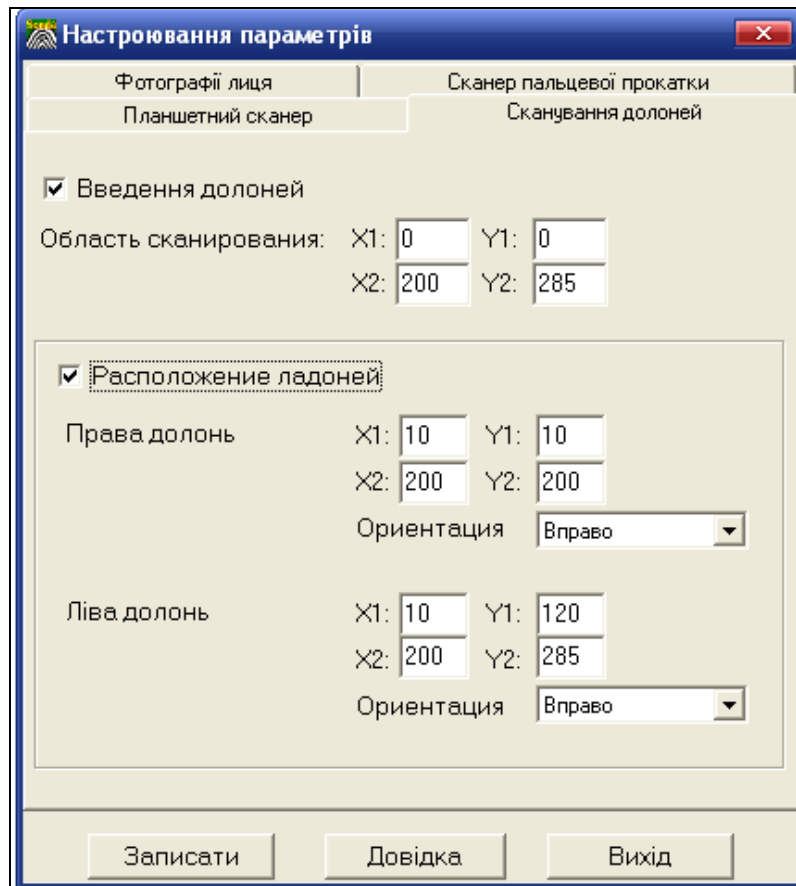 Sonda
Настроювання параметрів
Фотографії лиця Сканер пальцевої прокатки
Планшетний сканер Сканування долоней
Введення долоней
Область сканирования: X1: 0 Y1: 0
X2: 200 Y2: 285
Расположение ладоней
Права долонь X1: 10 Y1: 10
X2: 200 Y2: 200
Ориентация Вправо
Ліва долонь X1: 10 Y1: 120
X2: 200 Y2: 285
Ориентация Вправо
Записати Довідка Вихід